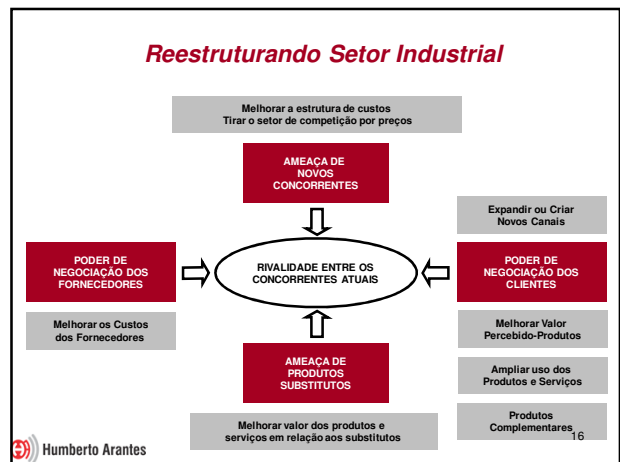 Reestruturando Setor Industrial
Melhorar a estrutura de custos
Tirar o setor de competição por preços
AMEAÇA DE
NOVOS
CONCORRENTES
Expandir ou Criar
Novos Canais
PODER DE
NEGOCIAÇÃO DOS
FORNECEDORES
RIVALIDADE ENTRE OS
CONCORRENTES ATUAIS
PODER DE
NEGOCIAÇÃO DOS
CLIENTES
Melhorar os Custos
dos Fornecedores
Melhorar Valor
Percebido-Produtos
AMEAÇA DE
PRODUTOS
SUBSTITUTOS
Ampliar uso dos
Produtos e Serviços
Melhorar valor dos produtos e
serviços em relação aos substitutos
Produtos
Complementares
16
Humberto Arantes